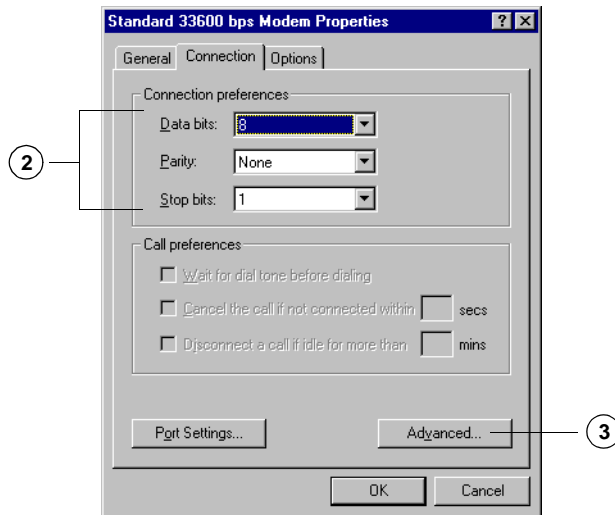 Standard 33600 bps Modem Properties
General Connection Options
Connection preferences
Data bits: 8
2
Parity: None
Stop bits: 1
Call preferences
Wait for dial tone before dialing
Cancel the call if not connected within secs
Disconnect a call if idle for more than mins
Port Settings... Advanced... 3
OK Cancel